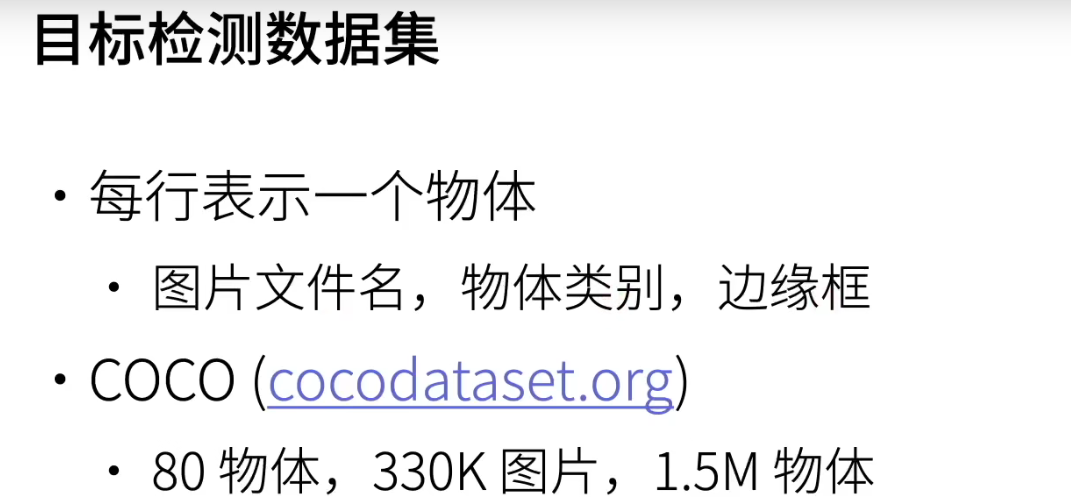 目标检测数据集
• 每行表示一个物体
• 图片文件名，物体类别，边缘框
• COCO (cocodataset.org)
• 80 物体，330K 图片，1.5M 物体